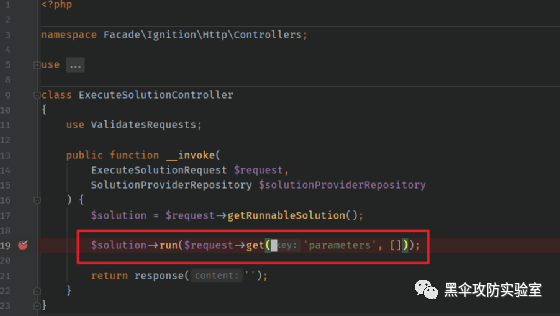 1 <?php
2
3 namespace Facade\Ignition\Http\Controllers;
4
5 use ...
8
9 class ExecuteSolutionController
10 {
11 use ValidatesRequests;
12
13 public function __invoke(
14 ExecuteSolutionRequest $request,
15 SolutionProviderRepository $solutionProviderRepository
16 ) {
17 $solution = $request->getRunnableSolution();
18
19 $solution->run($request->get( key: 'parameters', []));
20
21 return response( content: '');
22 }
23 }
黑伞攻防实验室